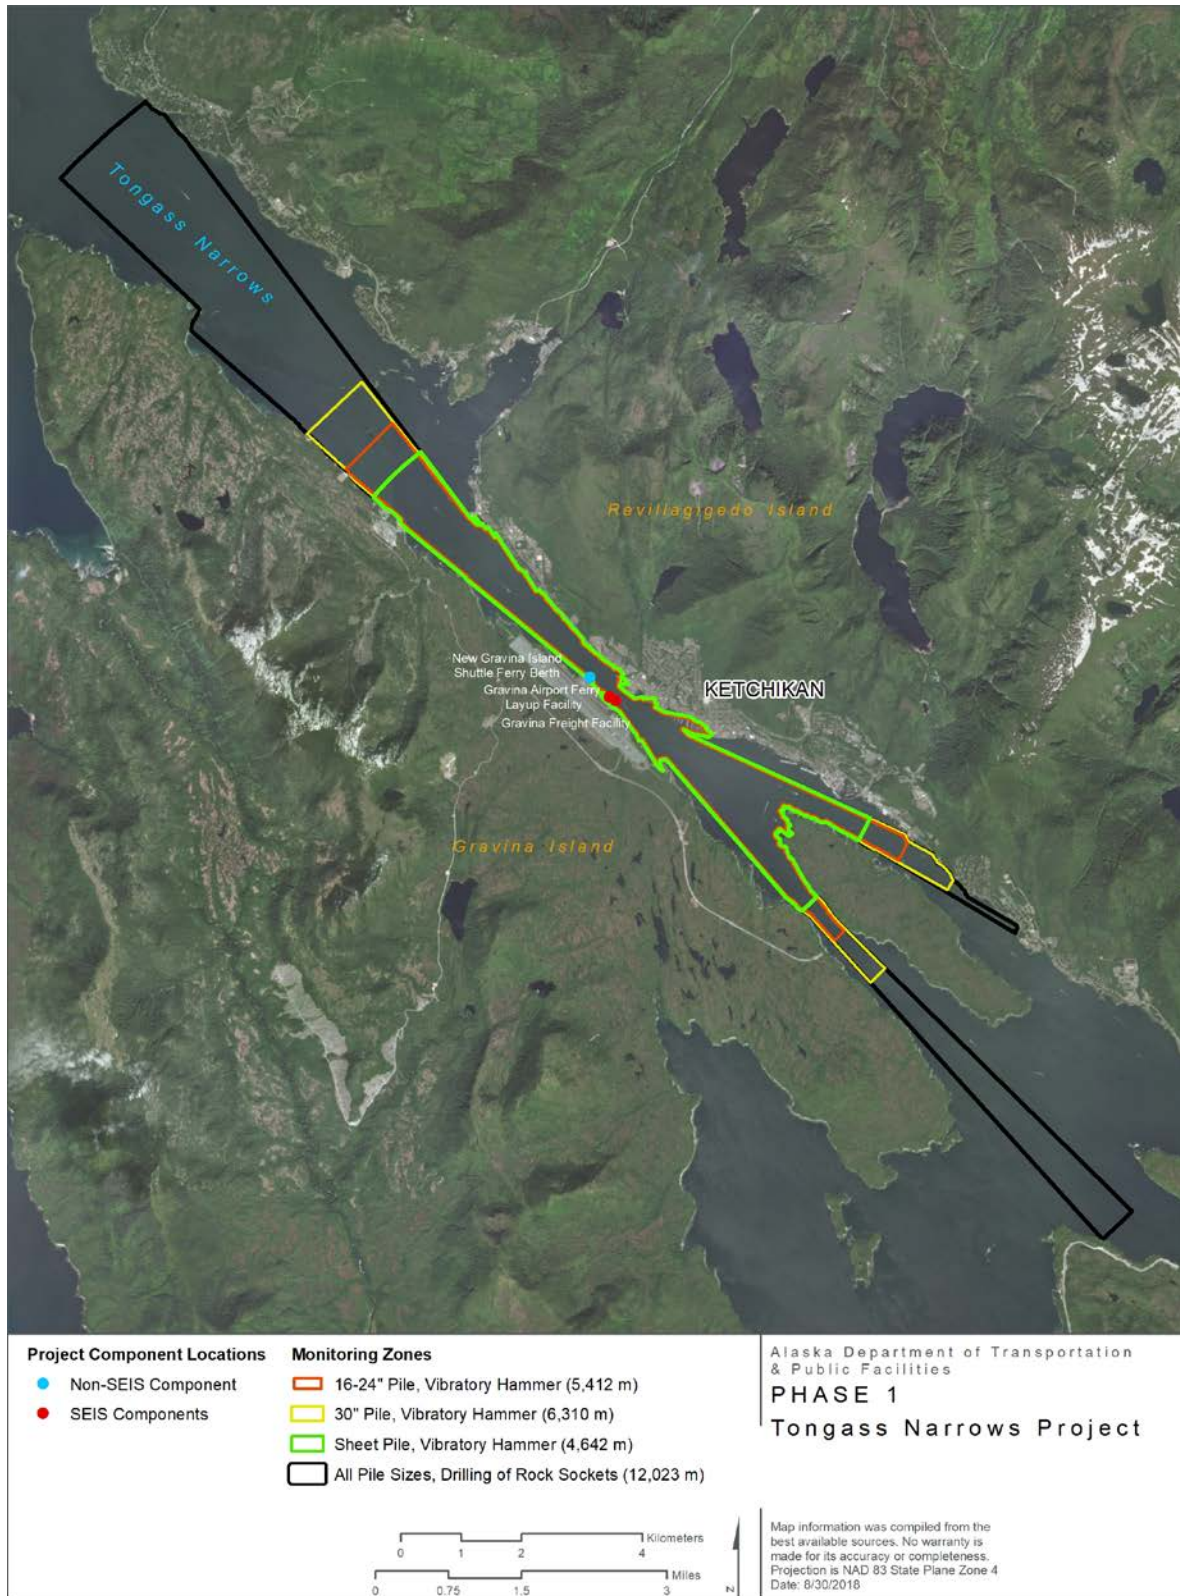 Tongass Narrows
Revillagigedo Island
New Gravina Island
Shuttle Ferry Berth
Gravina Airport Ferry
Layup Facility
Gravina Freight Facility
KETCHIKAN
Gravina Island
Project Component Locations
Non-SEIS Component
SEIS Components
Monitoring Zones
16-24" Pile, Vibratory Hammer (5,412 m)
30" Pile, Vibratory Hammer (6,310 m)
Sheet Pile, Vibratory Hammer (4,642 m)
All Pile Sizes, Drilling of Rock Sockets (12,023 m)
Alaska Department of Transportation
& Public Facilities
PHASE 1
Tongass Narrows Project
Kilometers
0 1 2 4
Miles
0 0.75 1.5 3
N
Map information was compiled from the
best available sources. No warranty is
made for its accuracy or completeness.
Projection is NAD 83 State Plane Zone 4
Date: 8/30/2018